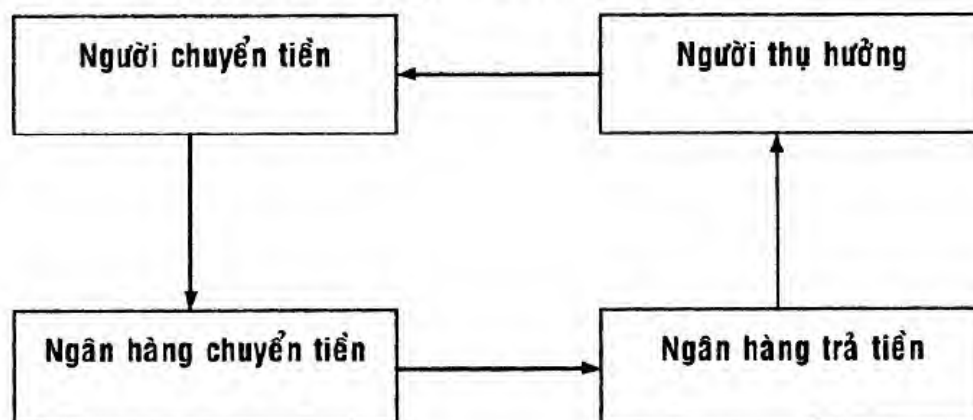 Người chuyển tiền
Người thụ hưởng
Ngân hàng chuyển tiền
Ngân hàng trả tiền